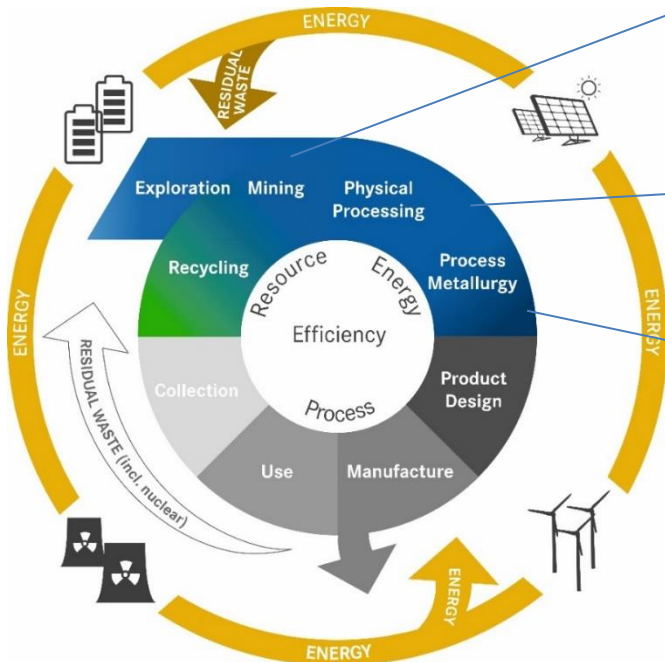 ENERGY
RESIDUAL
WASTE
Exploration
Mining
Physical
Processing
Recycling
Process
Metallurgy
Resource
Energy
Efficiency
Process
ENERGY
ENERGY
RESIDUAL WASTE (incl. nuclear)
Collection
Product
Design
Use
Manufacture
ENERGY
ENERGY